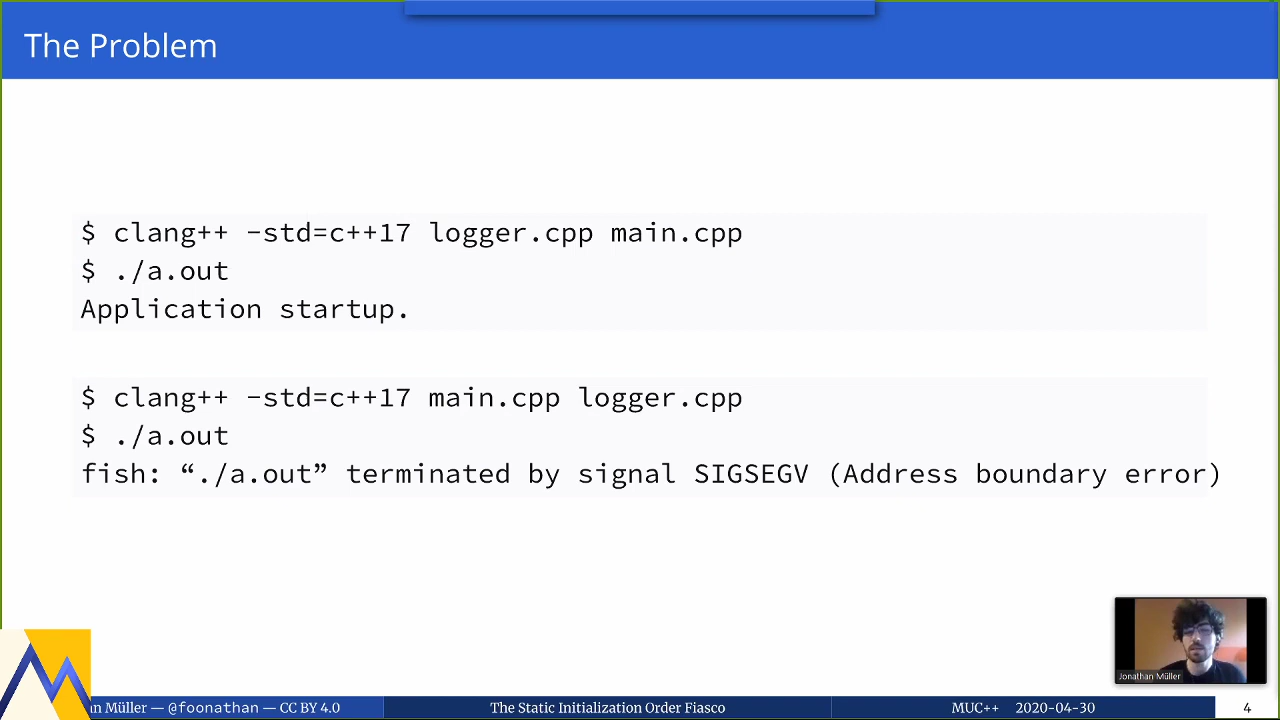 The Problem
$ clang++ -std=c++17 logger.cpp main.cpp
$ ./a.out
Application startup.
$ clang++ -std=c++17 main.cpp logger.cpp
$ ./a.out
fish: “./a.out” terminated by signal SIGSEGV (Address boundary error)
Jonathan Müller
an Müller — @foonathan — CC BY 4.0
The Static Initialization Order Fiasco
MUC++ 2020-04-30
4